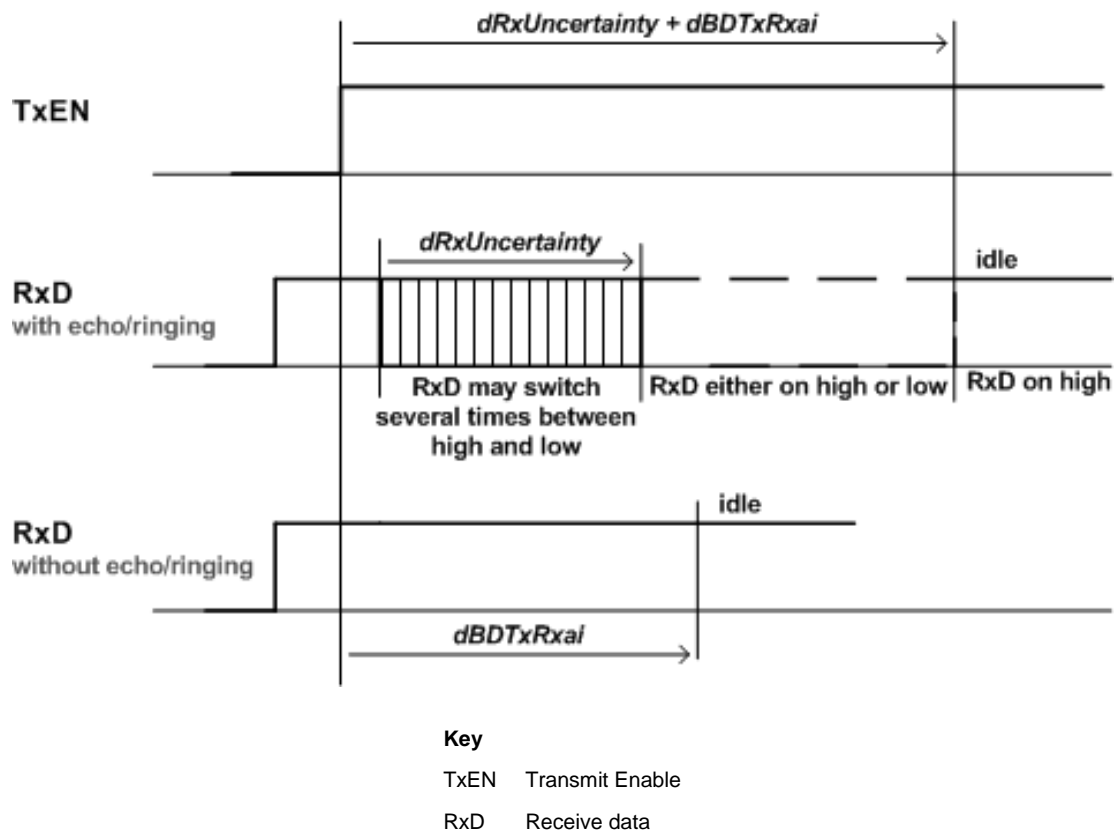 dRxUncertainty + dBDTxRxai
TxEN
dRxUncertainty
idle
RxD
with echo/ringing
RxD may switch
several times between
high and low
RxD either on high or low
RxD on high
idle
RxD
without echo/ringing
dBDTxRxai
Key
TxEN Transmit Enable
RxD Receive data